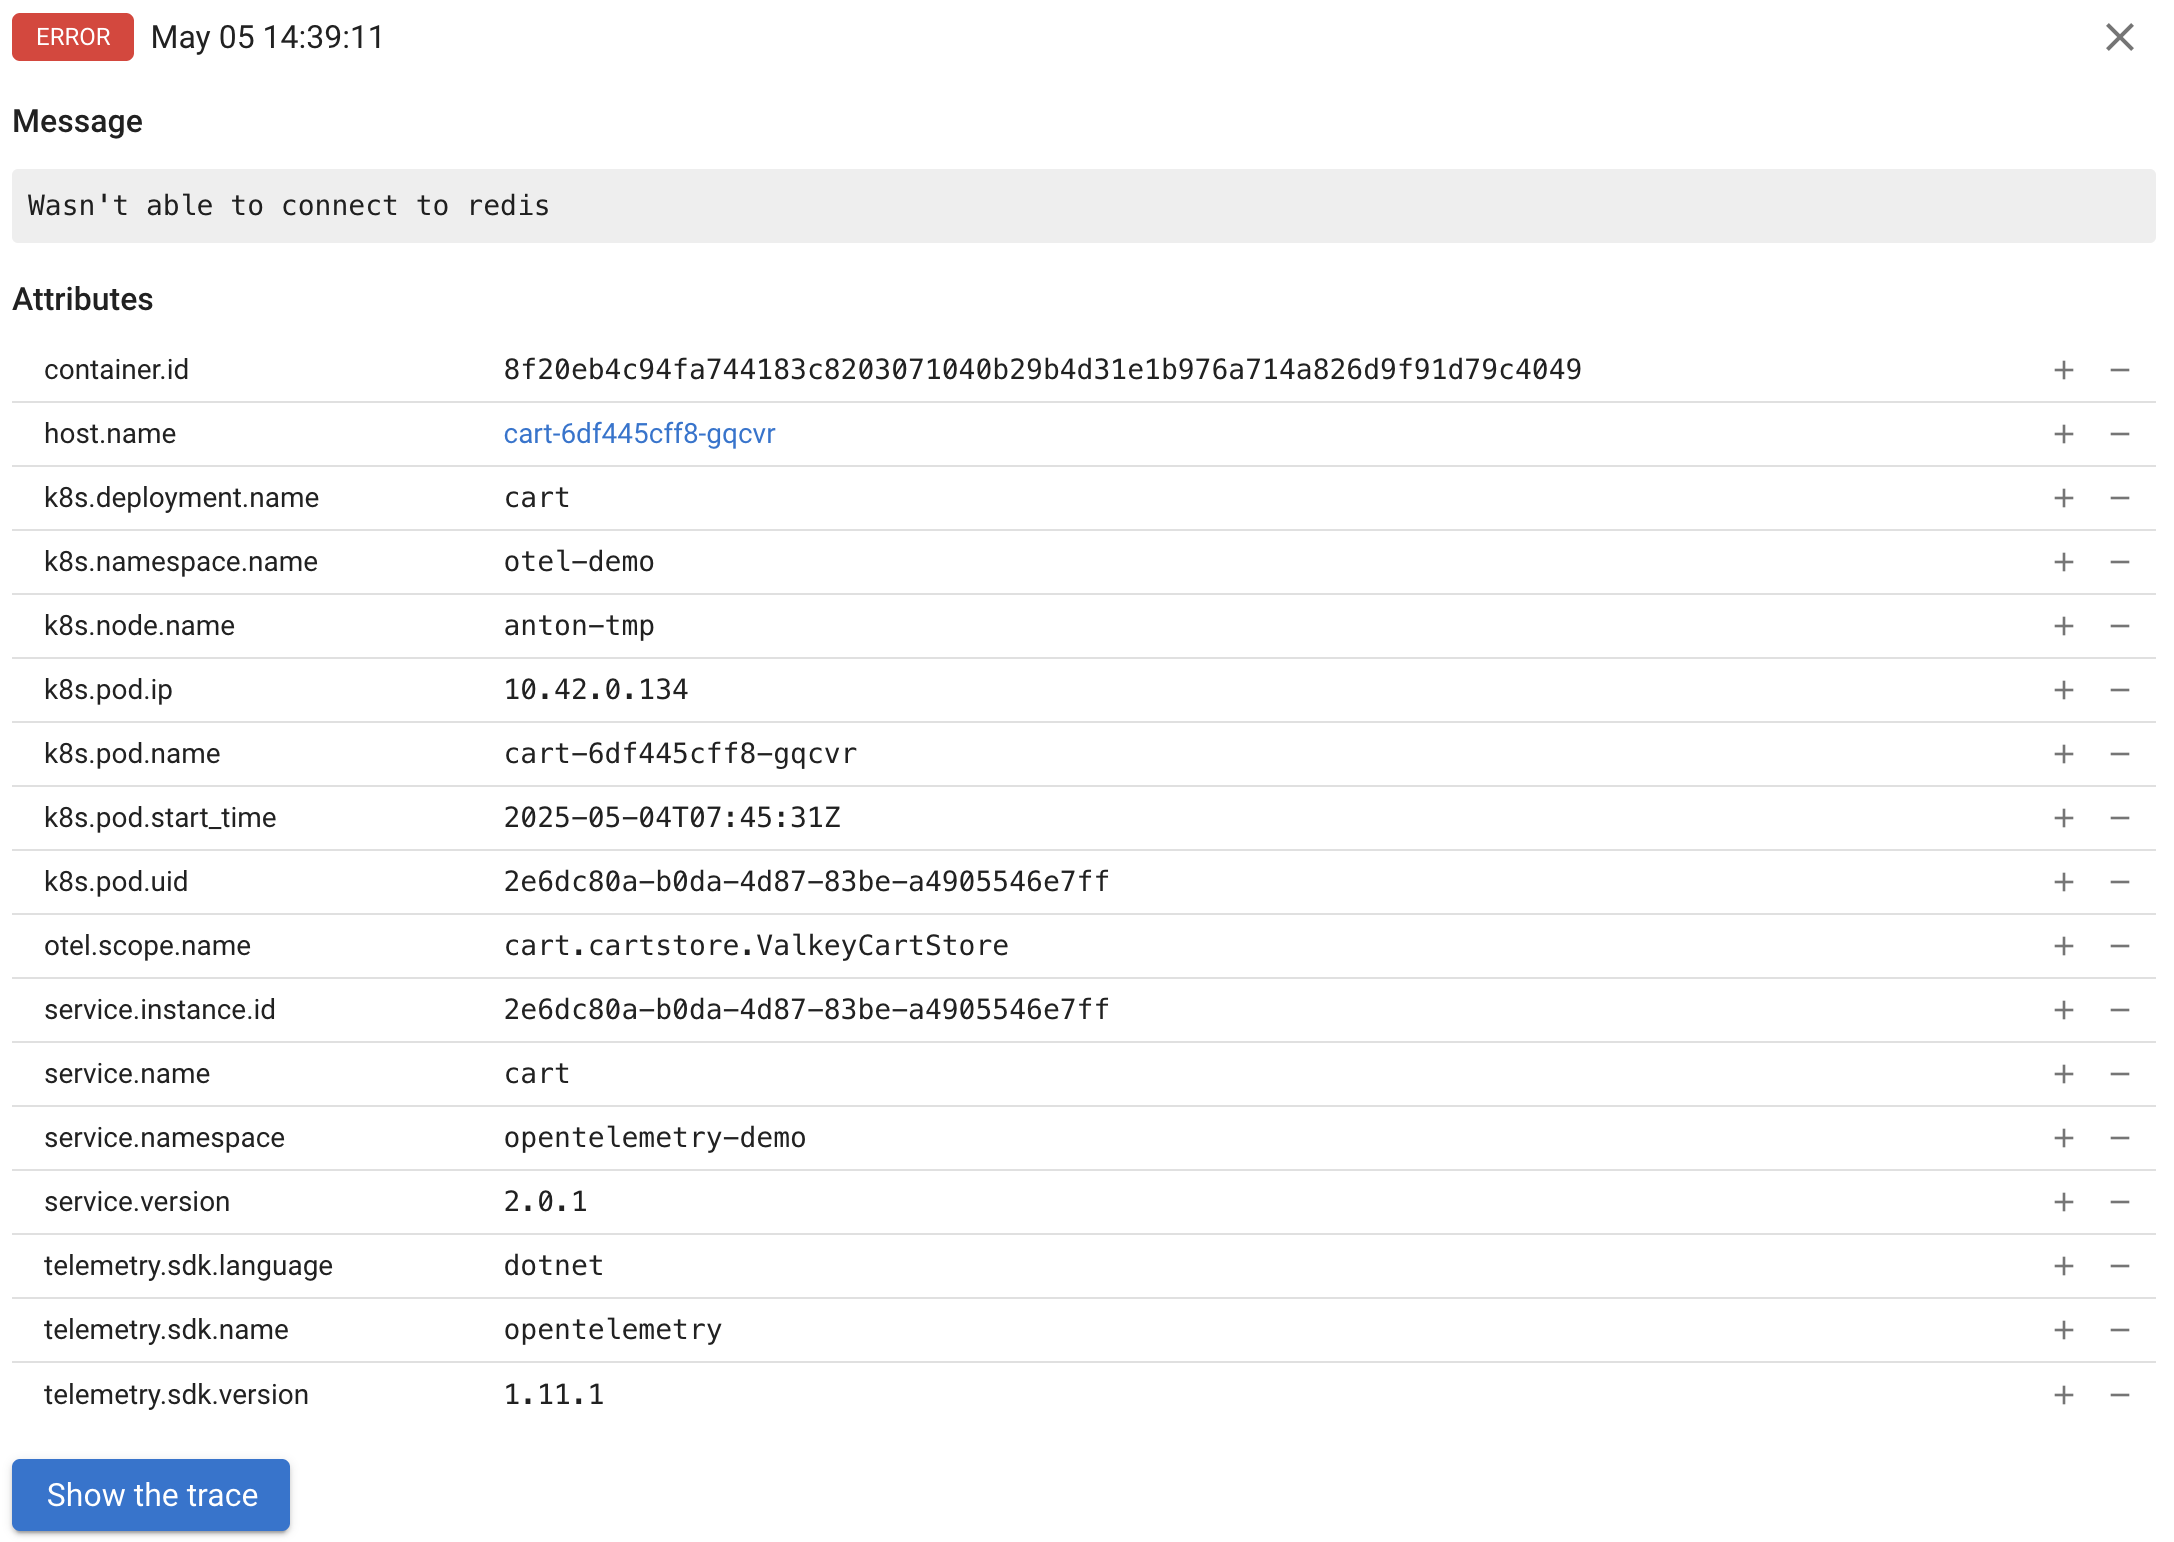 ERROR May 05 14:39:11
Message
Wasn't able to connect to redis
Attributes
container.id 8f20eb4c94fa744183c8203071040b29b4d31e1b976a714a826d9f91d79c4049
host.name cart-6df445cff8-gqcvr
k8s.deployment.name cart
k8s.namespace.name otel-demo
k8s.node.name anton-tmp
k8s.pod.ip 10.42.0.134
k8s.pod.name cart-6df445cff8-gqcvr
k8s.pod.start_time 2025-05-04T07:45:31Z
k8s.pod.uid 2e6dc80a-b0da-4d87-83be-a4905546e7ff
otel.scope.name cart.cartstore.ValkeyCartStore
service.instance.id 2e6dc80a-b0da-4d87-83be-a4905546e7ff
service.name cart
service.namespace opentelemetry-demo
service.version 2.0.1
telemetry.sdk.language dotnet
telemetry.sdk.name opentelemetry
telemetry.sdk.version 1.11.1
Show the trace